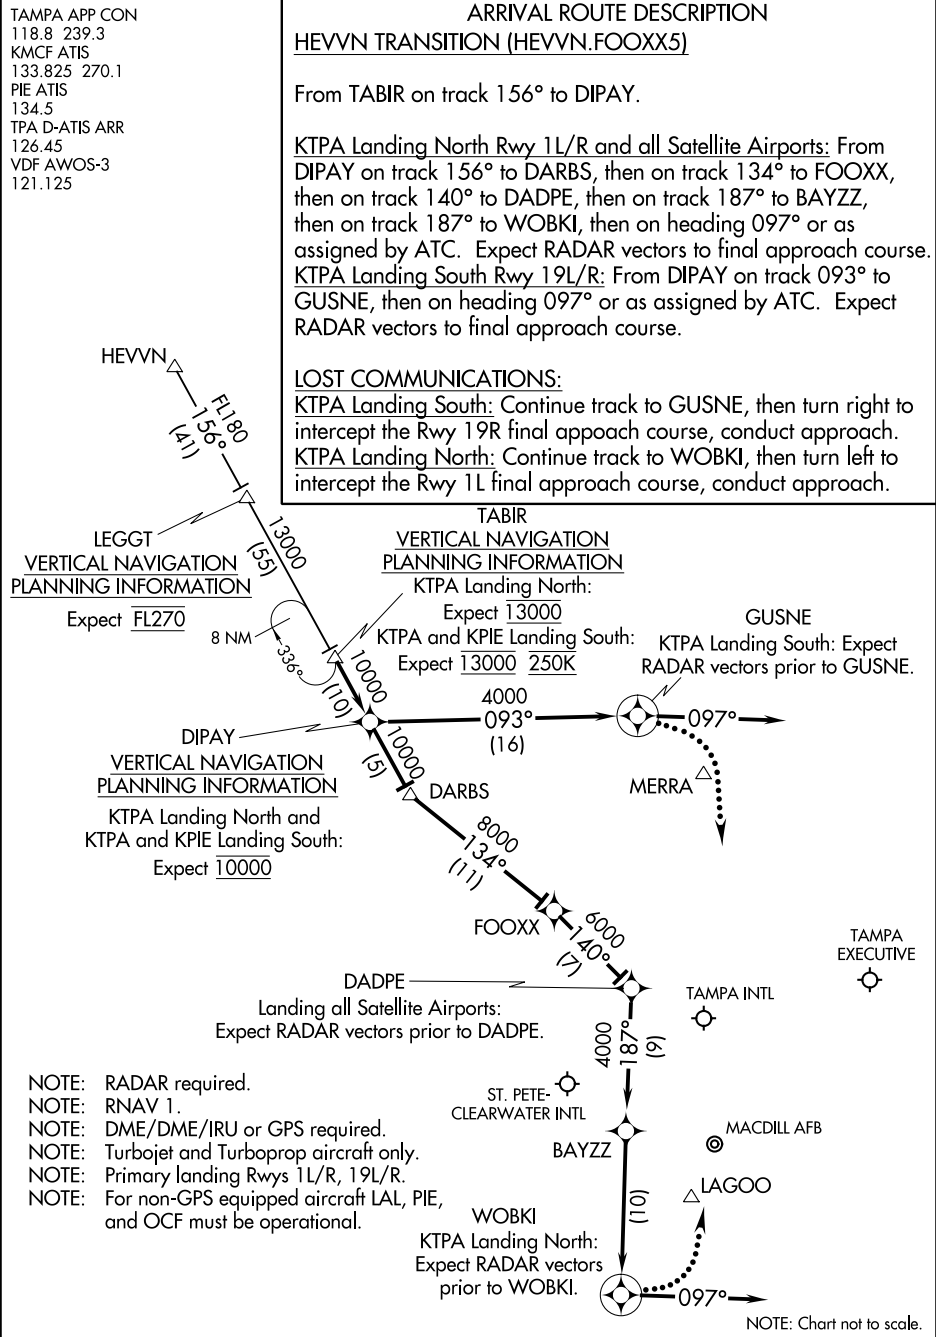 TAMPA APP CON
118.8 239.3
KMCF ATIS
133.825 270.1
PIE ATIS
134.5
TPA D-ATIS ARR
126.45
VDF AWOS-3
121.125
ARRIVAL ROUTE DESCRIPTION
HEVVN TRANSITION (HEVVN.FOOXX5)
From TABIR on track 156° to DIPAY.
KTPA Landing North Rwy 1L/R and all Satellite Airports: From
DIPAY on track 156° to DARBS, then on track 134° to FOOXX,
then on track 140° to DADPE, then on track 187° to BAYZZ,
then on track 187° to WOBKI, then on heading 097° or as
assigned by ATC. Expect RADAR vectors to final approach course.
KTPA Landing South Rwy 19L/R: From DIPAY on track 093° to
GUSNE, then on heading 097° or as assigned by ATC. Expect
RADAR vectors to final approach course.
LOST COMMUNICATIONS:
KTPA Landing South: Continue track to GUSNE, then turn right to
intercept the Rwy 19R final appoach course, conduct approach.
KTPA Landing North: Continue track to WOBKI, then turn left to
intercept the Rwy 1L final approach course, conduct approach.
HEVVN
FL180
156°
(41)
LEGGT
VERTICAL NAVIGATION
PLANNING INFORMATION
Expect FL270
13000
(55)
8 NM
336°
TABIR
VERTICAL NAVIGATION
PLANNING INFORMATION
KTPA Landing North:
Expect 13000
KTPA and KPIE Landing South:
Expect 13000 250K
10000
(10)
GUSNE
KTPA Landing South: Expect
RADAR vectors prior to GUSNE.
4000
093°
(16)
097°
MERRA
DIPAY
VERTICAL NAVIGATION
PLANNING INFORMATION
KTPA Landing North and
KTPA and KPIE Landing South:
Expect 10000
10000
(5)
DARBS
8000
134°
(11)
FOOXX
6000
140°
(7)
DADPE
Landing all Satellite Airports:
Expect RADAR vectors prior to DADPE.
TAMPA
EXECUTIVE
TAMPA INTL
4000
187°
(9)
ST. PETE-
CLEARWATER INTL
BAYZZ
MACDILL AFB
LAGOO
(10)
WOBKI
KTPA Landing North:
Expect RADAR vectors
prior to WOBKI.
097°
NOTE: RADAR required.
NOTE: RNAV 1.
NOTE: DME/DME/IRU or GPS required.
NOTE: Turbojet and Turboprop aircraft only.
NOTE: Primary landing Rwys 1L/R, 19L/R.
NOTE: For non-GPS equipped aircraft LAL, PIE,
and OCF must be operational.
NOTE: Chart not to scale.